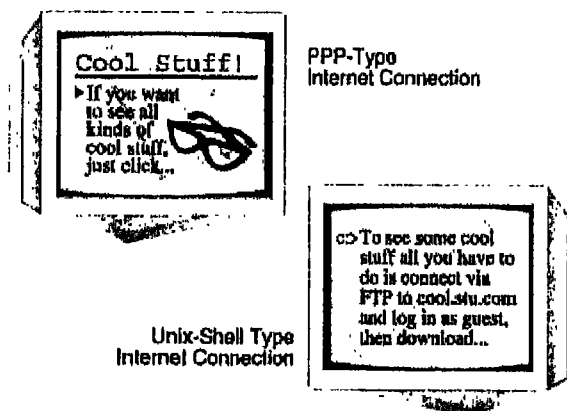 Cool Stuff!
If you want
to see all
kinds of
cool stuff,
just click...
PPP-Type
Internet Connection
c> To see some cool
stuff all you have to
do is connect via
FTP to cool.stu.com
and log in as guest,
then download...
Unix-Shell Type
Internet Connection